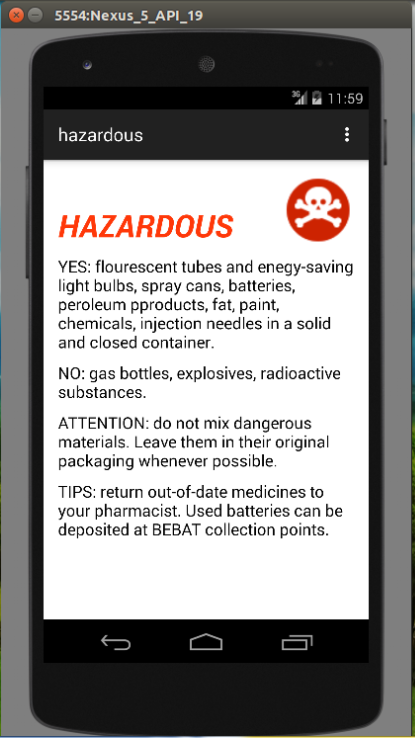 5554:Nexus_5_API_19
3G 11:59
hazardous
HAZARDOUS
YES: flourescent tubes and enegy-saving
light bulbs, spray cans, batteries,
peroleum pproducts, fat, paint,
chemicals, injection needles in a solid
and closed container.
NO: gas bottles, explosives, radioactive
substances.
ATTENTION: do not mix dangerous
materials. Leave them in their original
packaging whenever possible.
TIPS: return out-of-date medicines to
your pharmacist. Used batteries can be
deposited at BEBAT collection points.